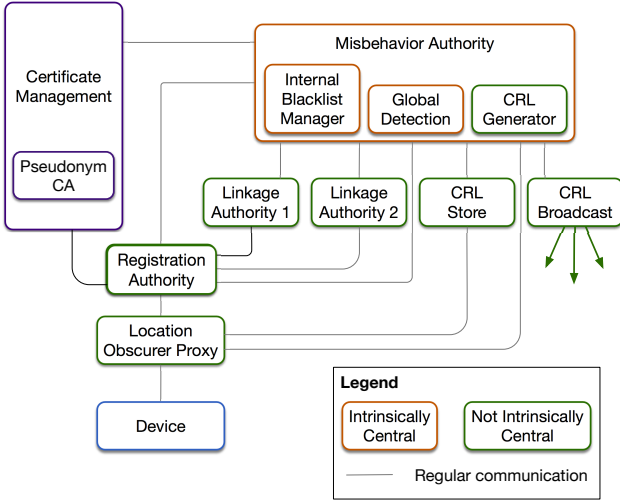 Certificate
Management
Pseudonym
CA
Misbehavior Authority
Internal
Blacklist
Manager
Global
Detection
CRL
Generator
Linkage
Authority 1
Linkage
Authority 2
CRL
Store
CRL
Broadcast
Registration
Authority
Location
Obscurer Proxy
Device
Legend
Intrinsically
Central
Not Intrinsically
Central
Regular communication